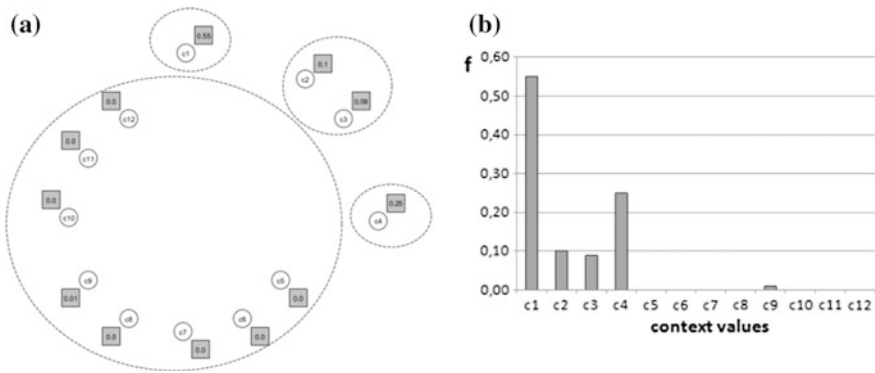 (a)
0.55
c1
0.1
c2
0.09
c3
0.0
c12
0.0
c11
0.0
c10
0.25
c4
c9
0.01
c8
0.0
c7
0.0
c6
0.0
c5
0.0
(b)
f
0,60
0,50
0,40
0,30
0,20
0,10
0,00
c1 c2 c3 c4 c5 c6 c7 c8 c9 c10 c11 c12
context values